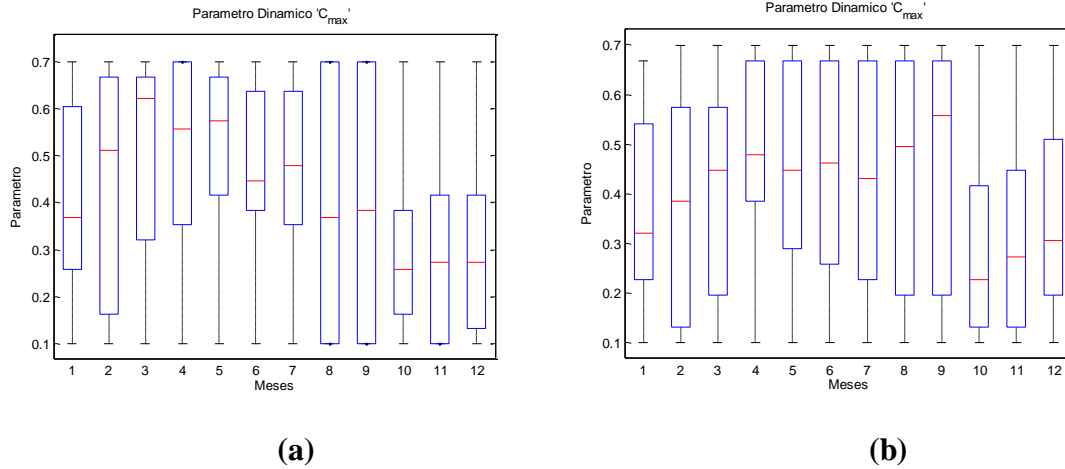 Parametro Dinamico 'C_max'
Parametro
0.7
0.6
0.5
0.4
0.3
0.2
0.1
1 2 3 4 5 6 7 8 9 10 11 12
Meses
(a)
Parametro Dinamico 'C_max'
Parametro
0.7
0.6
0.5
0.4
0.3
0.2
0.1
1 2 3 4 5 6 7 8 9 10 11 12
Meses
(b)